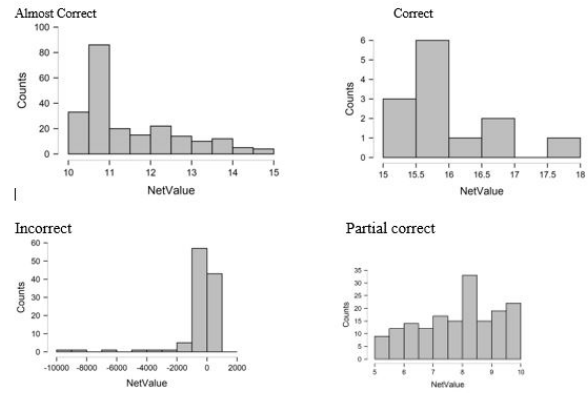 Almost Correct
100
80
60
40
20
0
Counts
10 11 12 13 14 15
NetValue
Correct
6
5
4
3
2
1
0
Counts
15 15.5 16 16.5 17 17.5 18
NetValue
Incorrect
60
50
40
30
20
10
0
Counts
-10000 -8000 -6000 -4000 -2000 0 2000
NetValue
Partial correct
35
30
25
20
15
10
5
0
Counts
5 6 7 8 9 10
NetValue